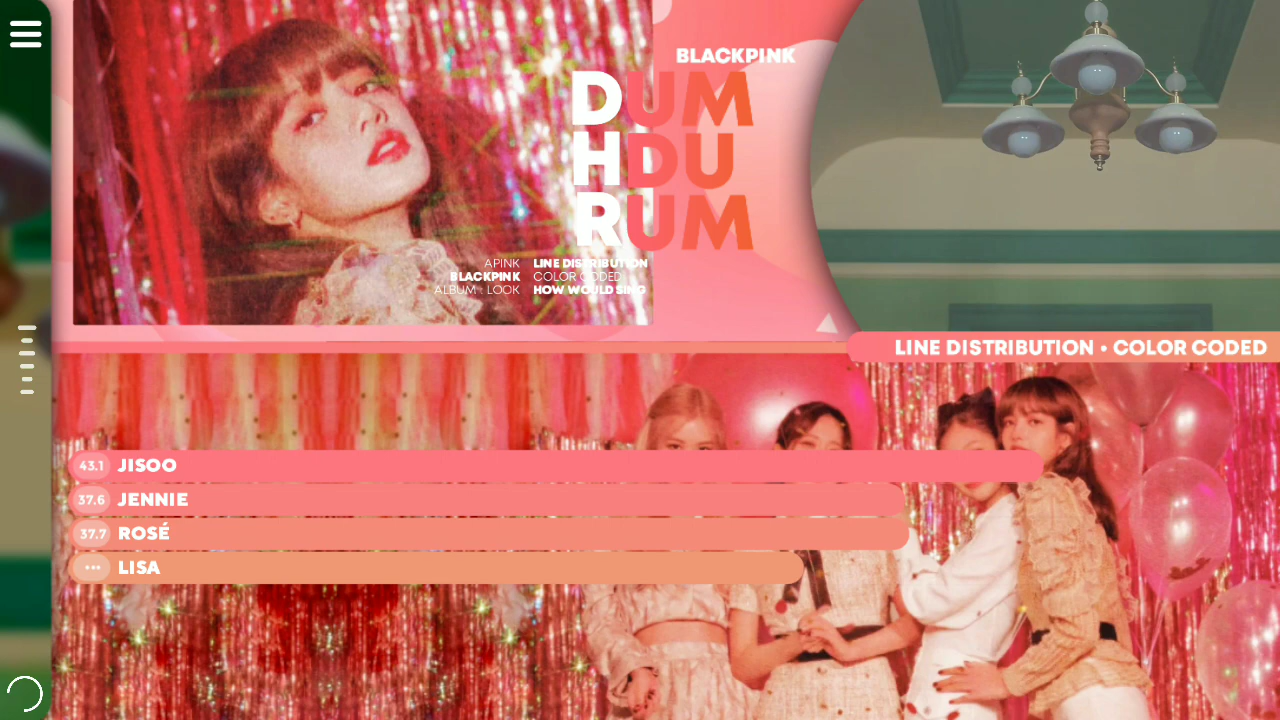 BLACKPINK
DUM
HDU
RUM
APINK LINE DISTRIBUTION
BLACKPINK COLOR CODED
ALBUM : LOOK HOW WOULD SING
LINE DISTRIBUTION • COLOR CODED
43.1 JISOO
37.6 JENNIE
37.7 ROSÉ
••• LISA